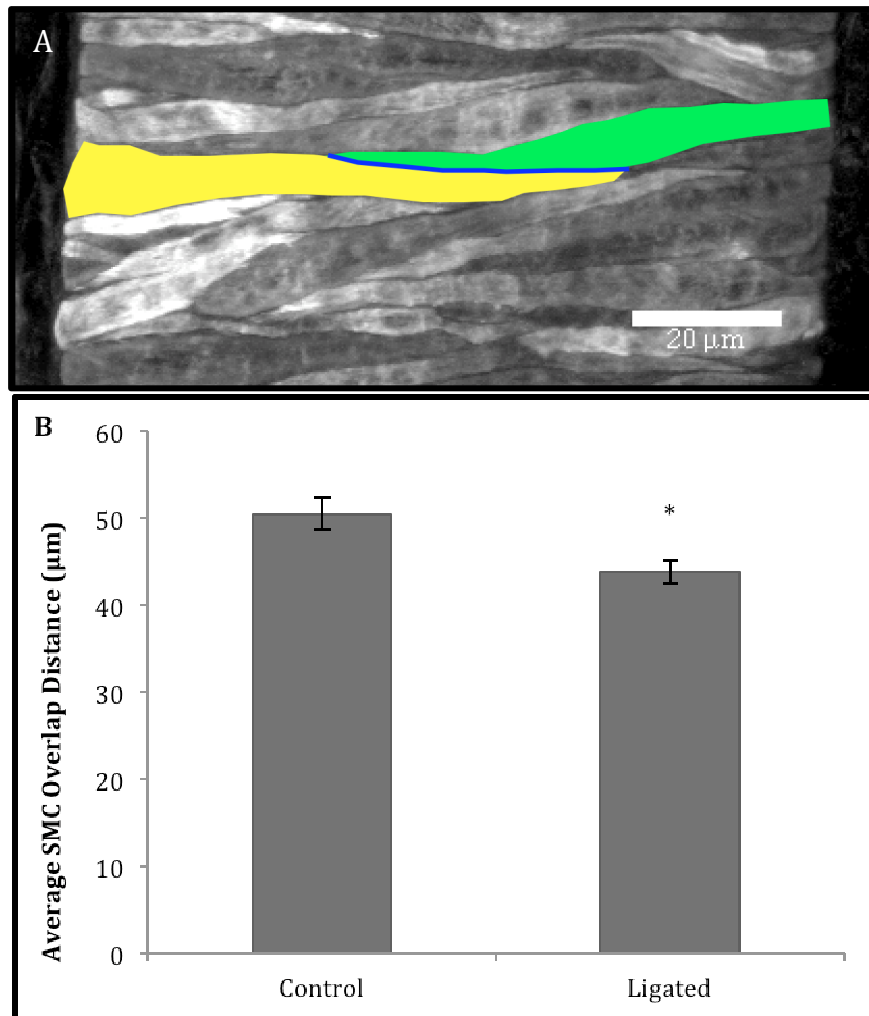 A
20 μm
B
Average SMC Overlap Distance (μm)
60
50
40
30
20
10
0
*
Control
Ligated